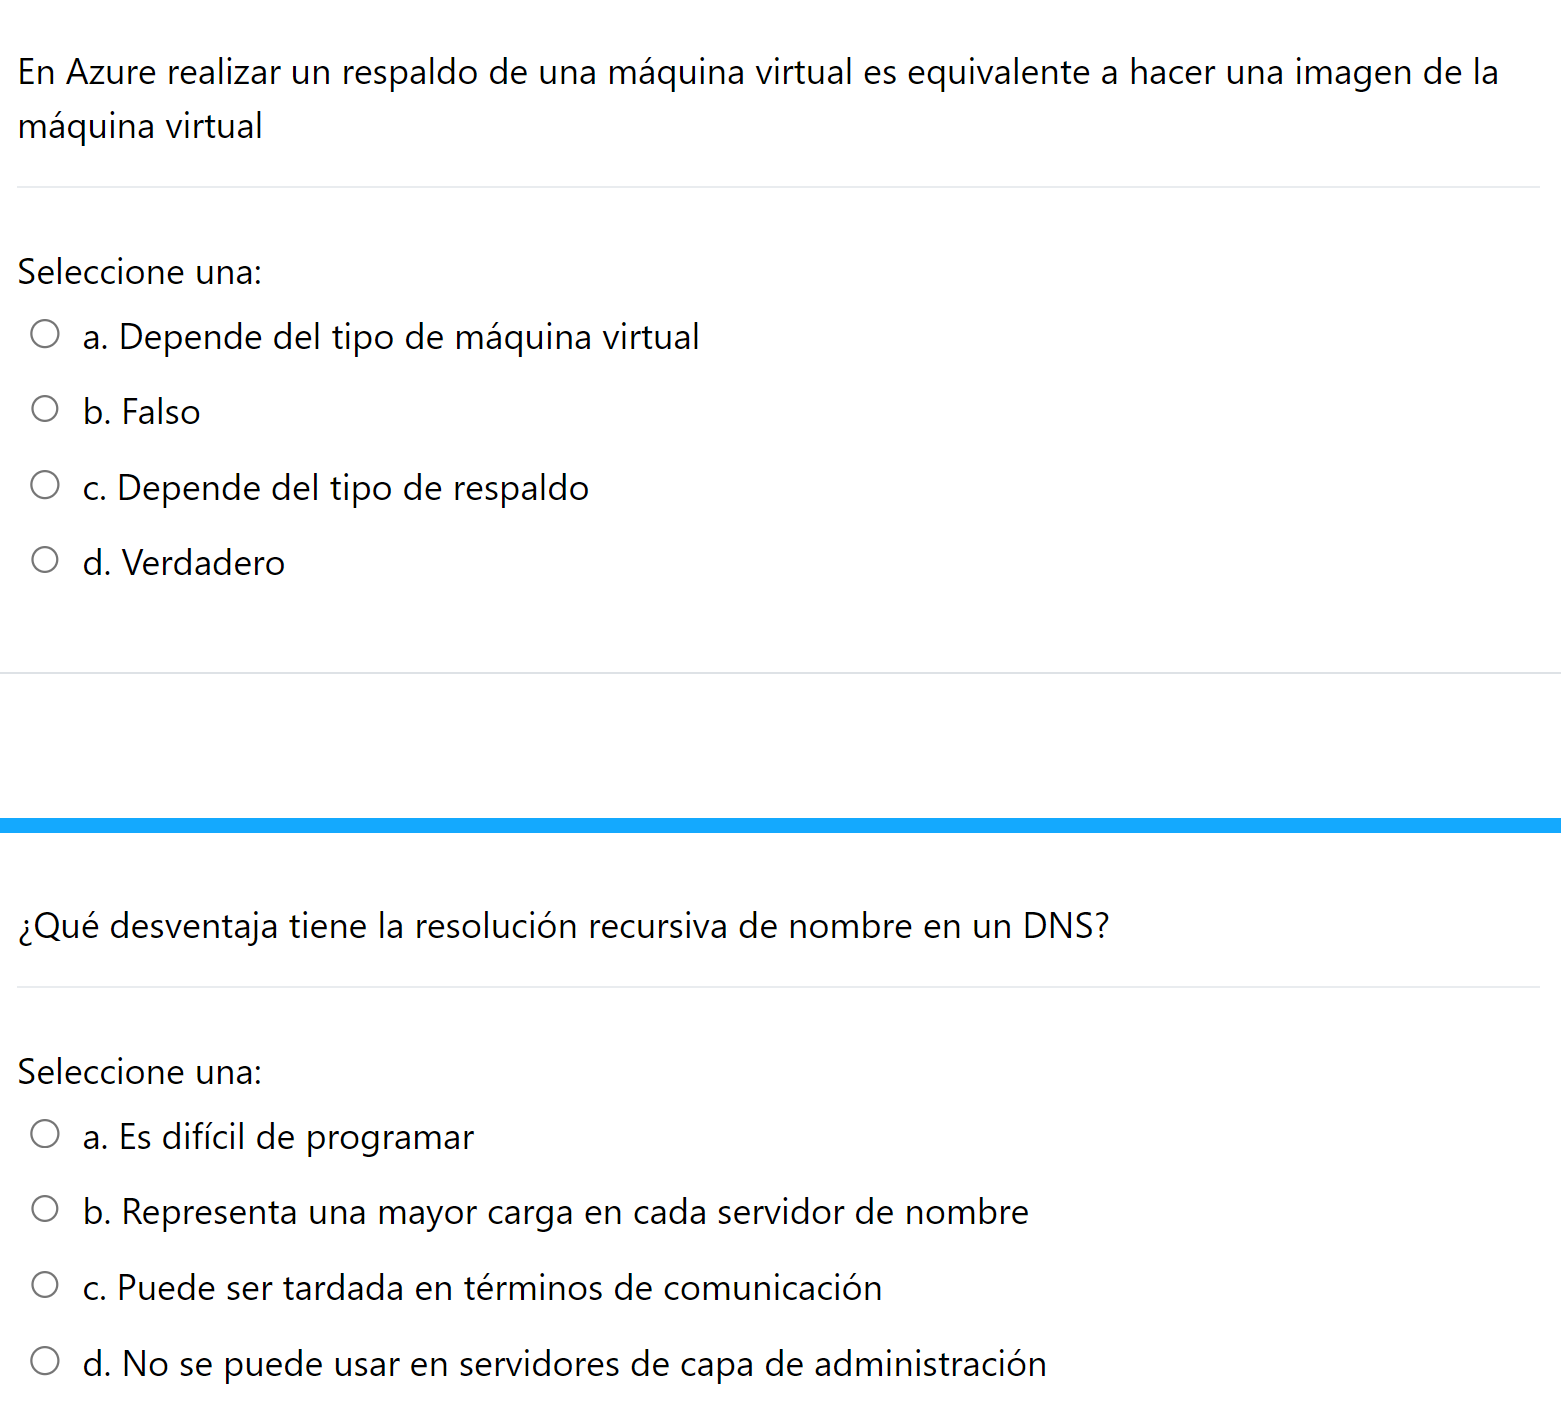 En Azure realizar un respaldo de una máquina virtual es equivalente a hacer una imagen de la
máquina virtual
Seleccione una:
a. Depende del tipo de máquina virtual
b. Falso
c. Depende del tipo de respaldo
d. Verdadero
¿Qué desventaja tiene la resolución recursiva de nombre en un DNS?
Seleccione una:
a. Es difícil de programar
b. Representa una mayor carga en cada servidor de nombre
c. Puede ser tardada en términos de comunicación
d. No se puede usar en servidores de capa de administración